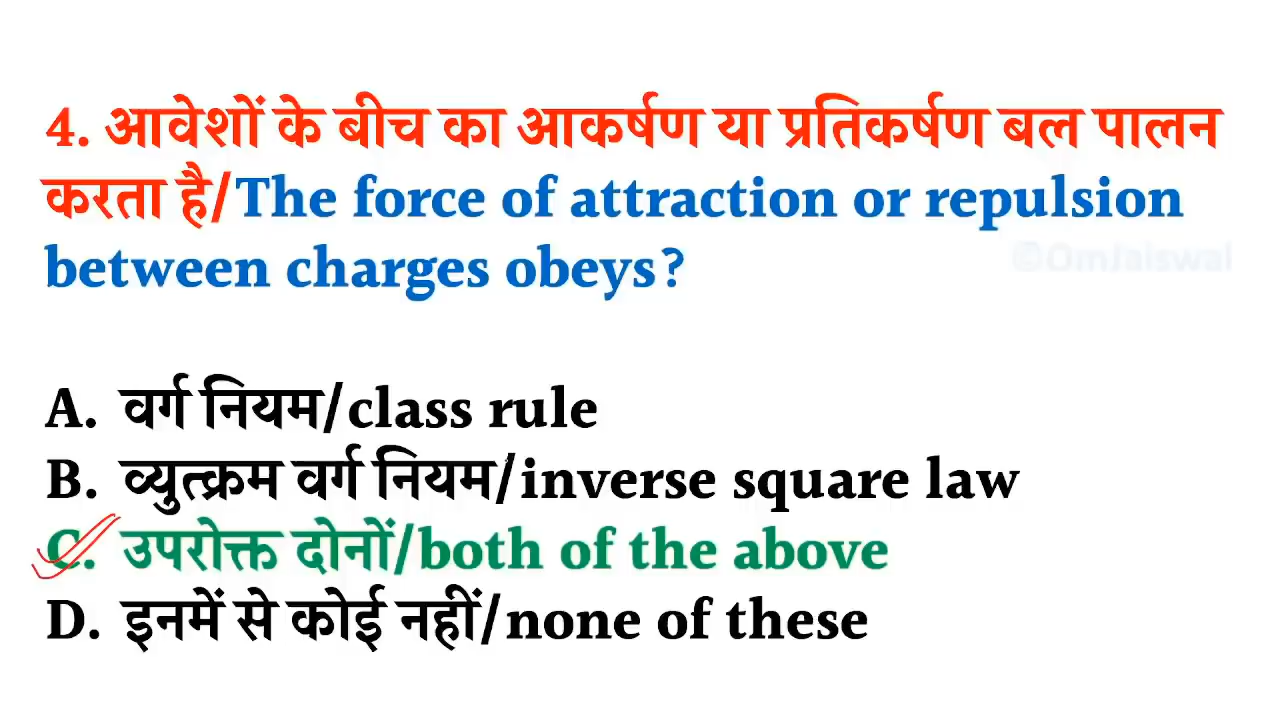 4. आवेशों के बीच का आकर्षण या प्रतिकर्षण बल पालन
करता है/The force of attraction or repulsion
between charges obeys?
©OmJaiswal
A. वर्ग नियम/class rule
B. व्युत्क्रम वर्ग नियम/inverse square law
C. उपरोक्त दोनों/both of the above
D. इनमें से कोई नहीं/none of these